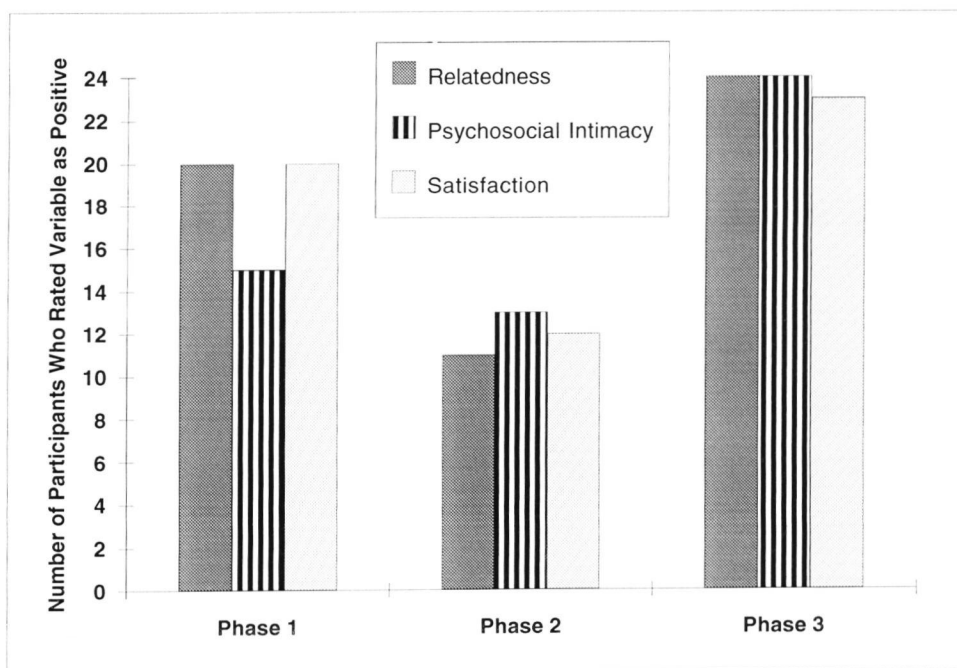 Number of Participants Who Rated Variable as Positive
24
22
20
18
16
14
12
10
8
6
4
2
0
Relatedness
Psychosocial Intimacy
Satisfaction
Phase 1 Phase 2 Phase 3